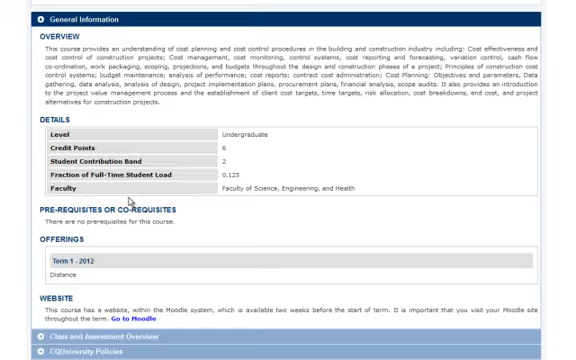 General Information
OVERVIEW
This course provides an understanding of cost planning and cost control procedures in the building and construction industry including: Cost effectiveness and
cost control of construction projects; Cost management, cost monitoring, control systems, cost reporting and forecasting, variation control, cash flow
co-ordination, work packaging, scoping, projections, and budgets throughout the design and construction phases of a project; Principles of construction cost
control systems; budget maintenance; analysis of performance; cost reports; contract cost administration; Cost Planning: Objectives and parameters, Data
gathering, data analysis, analysis of design, project implementation plans, procurement plans, financial analysis, scope audits. It also provides an introduction
to the project value management process and the establishment of client cost targets, time targets, risk allocation, cost breakdowns, end cost, and project
alternatives for construction projects.
DETAILS
Level Undergraduate
Credit Points 6
Student Contribution Band 2
Fraction of Full-Time Student Load 0.125
Faculty Faculty of Science, Engineering, and Health
PRE-REQUISITES OR CO-REQUISITES
There are no prerequisites for this course.
OFFERINGS
Term 1 - 2012
Distance
WEBSITE
This course has a website, within the Moodle system, which is available two weeks before the start of term. It is important that you visit your Moodle site
throughout the term. Go to Moodle
Class and Assessment Overview
CQUniversity Policies